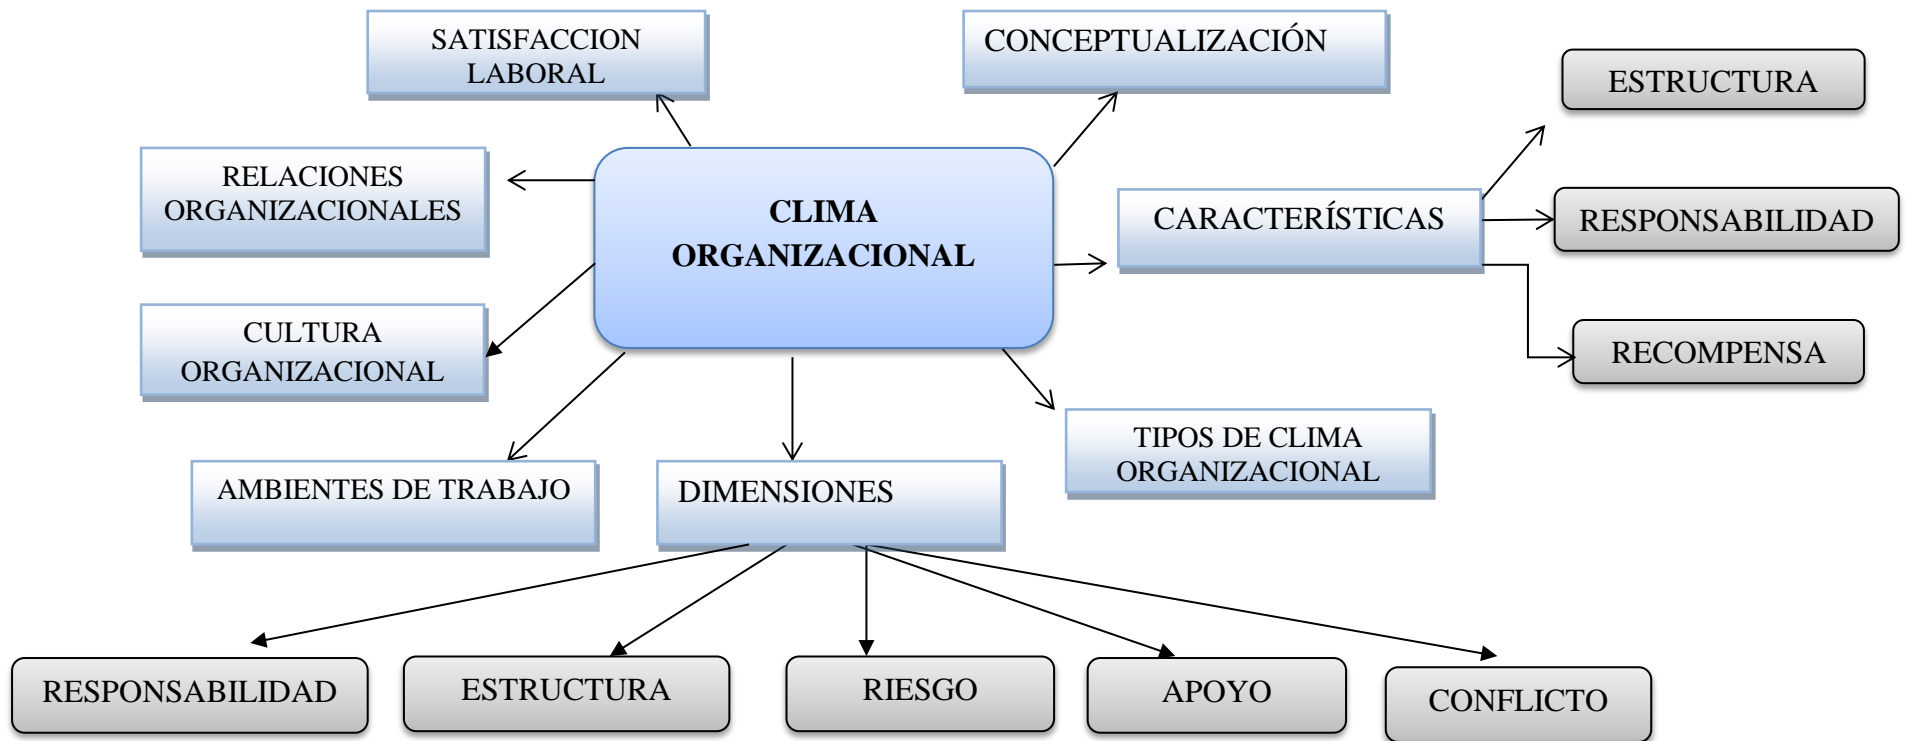 SATISFACCION
LABORAL
CONCEPTUALIZACIÓN
ESTRUCTURA
RELACIONES
ORGANIZACIONALES
CLIMA
ORGANIZACIONAL
CARACTERÍSTICAS
RESPONSABILIDAD
CULTURA
ORGANIZACIONAL
RECOMPENSA
AMBIENTES DE TRABAJO
DIMENSIONES
TIPOS DE CLIMA
ORGANIZACIONAL
RESPONSABILIDAD
ESTRUCTURA
RIESGO
APOYO
CONFLICTO